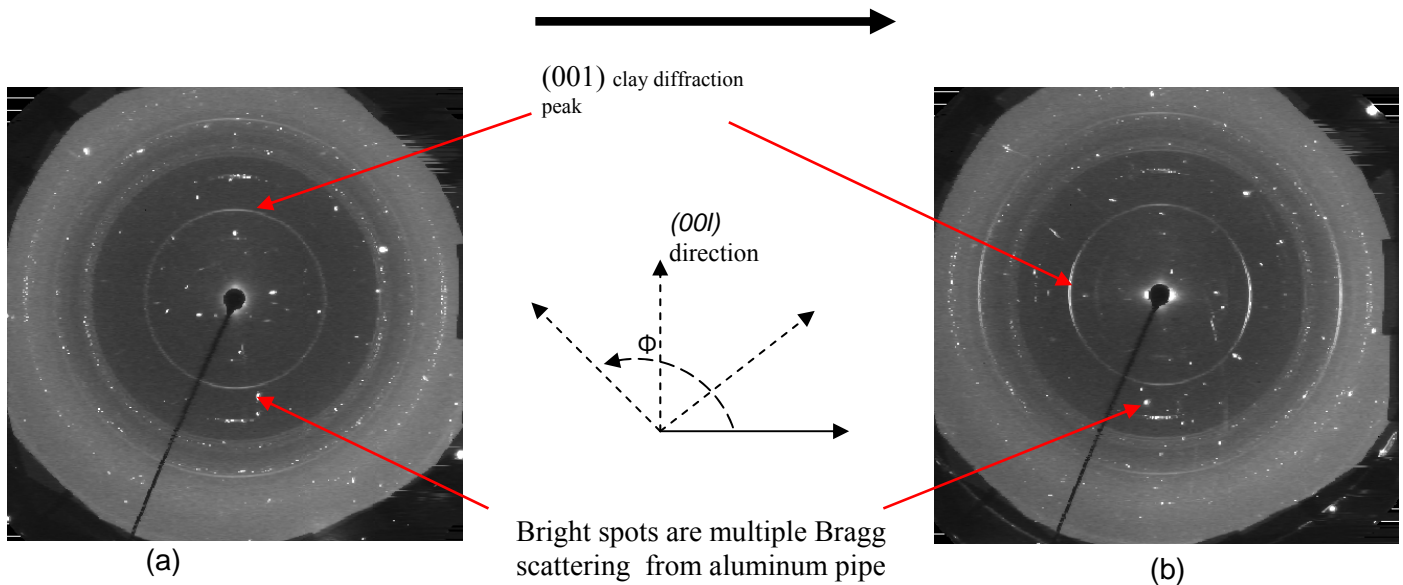 (001) clay diffraction
peak
(00l)
direction
Φ
Bright spots are multiple Bragg
scattering from aluminum pipe
(a)
(b)